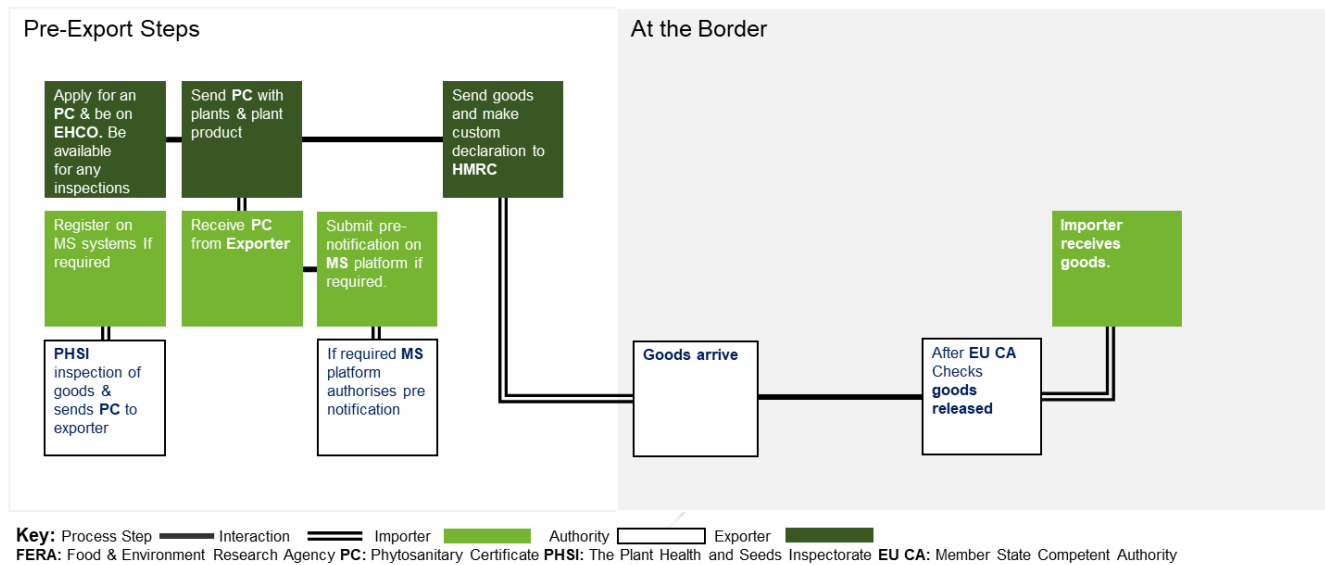 Pre-Export Steps
At the Border
Apply for an
PC & be on
EHCO. Be
available
for any
inspections
Send PC with
plants & plant
product
Send goods
and make
custom
declaration to
HMRC
Register on
MS systems If
required
Receive PC
from Exporter
Submit pre-
notification on
MS platform if
required.
Importer
receives
goods.
PHSI
inspection of
goods &
sends PC to
exporter
If required MS
platform
authorises pre
notification
Goods arrive
After EU CA
Checks
goods
released
Key: Process Step Interaction Importer Authority Exporter
FERA: Food & Environment Research Agency PC: Phytosanitary Certificate PHSI: The Plant Health and Seeds Inspectorate EU CA: Member State Competent Authority